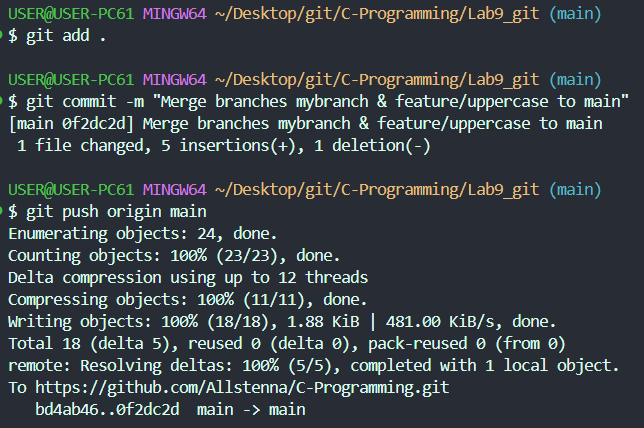 USER@USER-PC61 MINGW64 ~/Desktop/git/C-Programming/Lab9_git (main)
$ git add .
USER@USER-PC61 MINGW64 ~/Desktop/git/C-Programming/Lab9_git (main)
$ git commit -m "Merge branches mybranch & feature/uppercase to main"
[main 0f2dc2d] Merge branches mybranch & feature/uppercase to main
 1 file changed, 5 insertions(+), 1 deletion(-)
USER@USER-PC61 MINGW64 ~/Desktop/git/C-Programming/Lab9_git (main)
$ git push origin main
Enumerating objects: 24, done.
Counting objects: 100% (23/23), done.
Delta compression using up to 12 threads
Compressing objects: 100% (11/11), done.
Writing objects: 100% (18/18), 1.88 KiB | 481.00 KiB/s, done.
Total 18 (delta 5), reused 0 (delta 0), pack-reused 0 (from 0)
remote: Resolving deltas: 100% (5/5), completed with 1 local object.
To https://github.com/Allstenna/C-Programming.git
   bd4ab46..0f2dc2d  main -> main